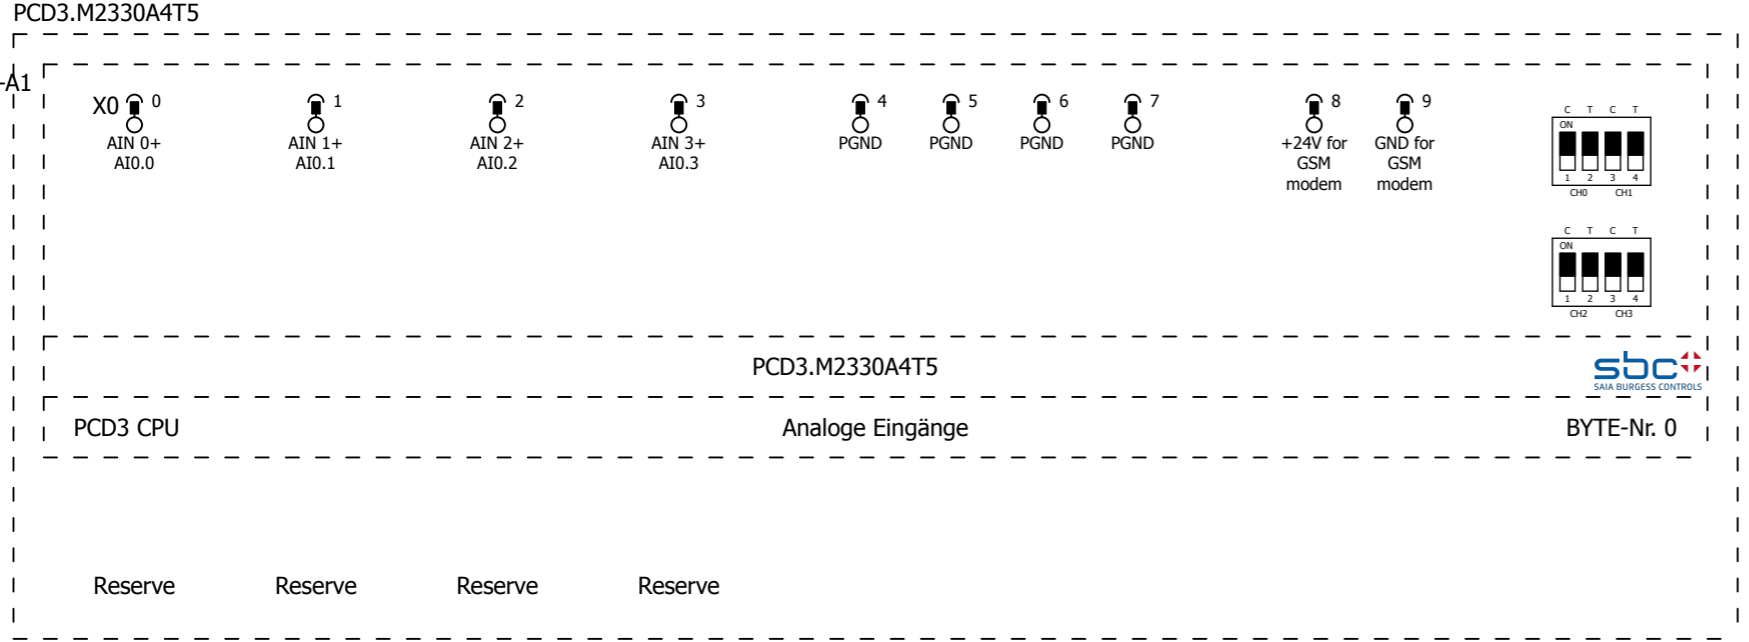 PCD3.M2330A4T5
-A1
X0 0 1 2 3 4 5 6 7 8 9
AIN 0+ AIN 1+ AIN 2+ AIN 3+ PGND PGND PGND PGND +24V for GND for
AI0.0 AI0.1 AI0.2 AI0.3 GSM GSM
modem modem
C T C T
ON
1 2 3 4
CH0 CH1
C T C T
ON
1 2 3 4
CH2 CH3
PCD3.M2330A4T5
sbc
SAIA BURGESS CONTROLS
PCD3 CPU Analoge Eingänge BYTE-Nr. 0
Reserve Reserve Reserve Reserve